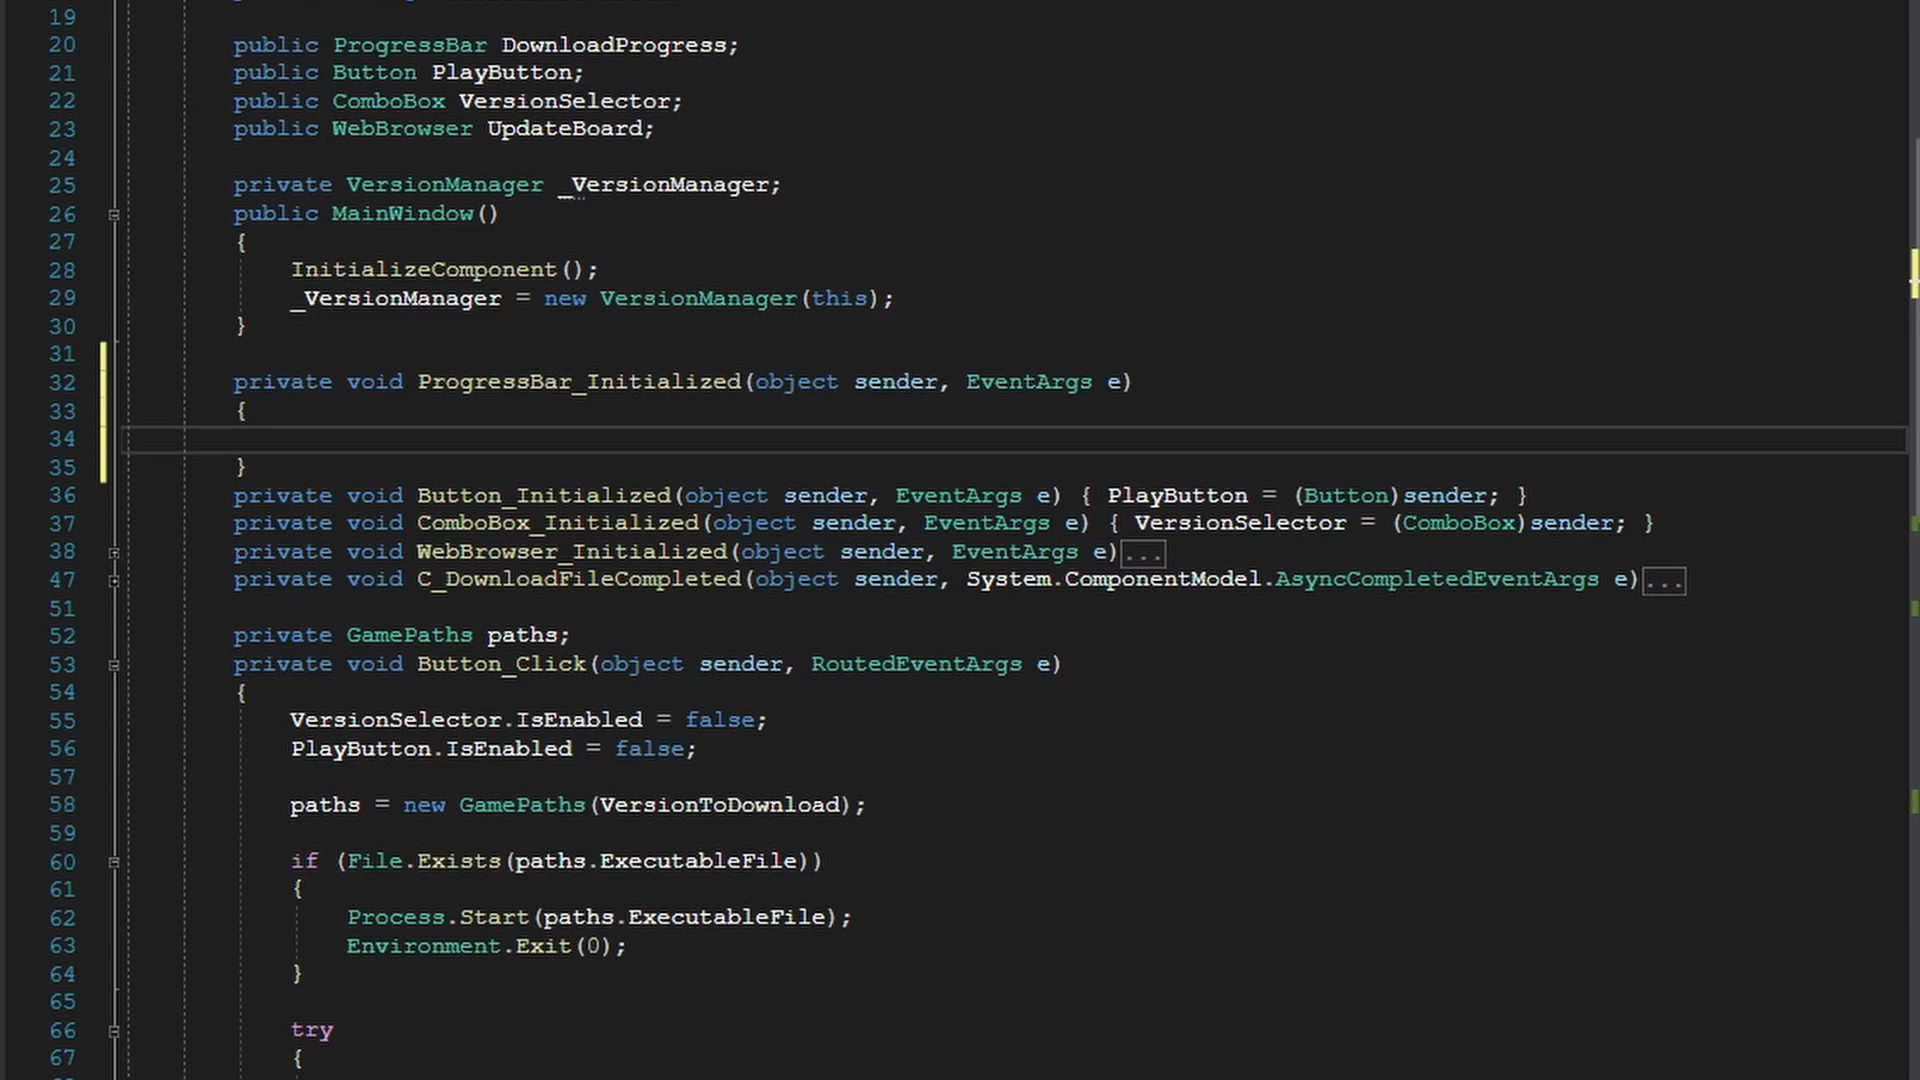 19
20 public ProgressBar DownloadProgress;
21 public Button PlayButton;
22 public ComboBox VersionSelector;
23 public WebBrowser UpdateBoard;
24
25 private VersionManager _VersionManager;
26 public MainWindow()
27 {
28 InitializeComponent();
29 _VersionManager = new VersionManager(this);
30 }
31
32 private void ProgressBar_Initialized(object sender, EventArgs e)
33 {
34
35 }
36 private void Button_Initialized(object sender, EventArgs e) { PlayButton = (Button)sender; }
37 private void ComboBox_Initialized(object sender, EventArgs e) { VersionSelector = (ComboBox)sender; }
38 private void WebBrowser_Initialized(object sender, EventArgs e)...
47 private void C_DownloadFileCompleted(object sender, System.ComponentModel.AsyncCompletedEventArgs e)...
51
52 private GamePaths paths;
53 private void Button_Click(object sender, RoutedEventArgs e)
54 {
55 VersionSelector.IsEnabled = false;
56 PlayButton.IsEnabled = false;
57
58 paths = new GamePaths(VersionToDownload);
59
60 if (File.Exists(paths.ExecutableFile))
61 {
62 Process.Start(paths.ExecutableFile);
63 Environment.Exit(0);
64 }
65
66 try
67 {